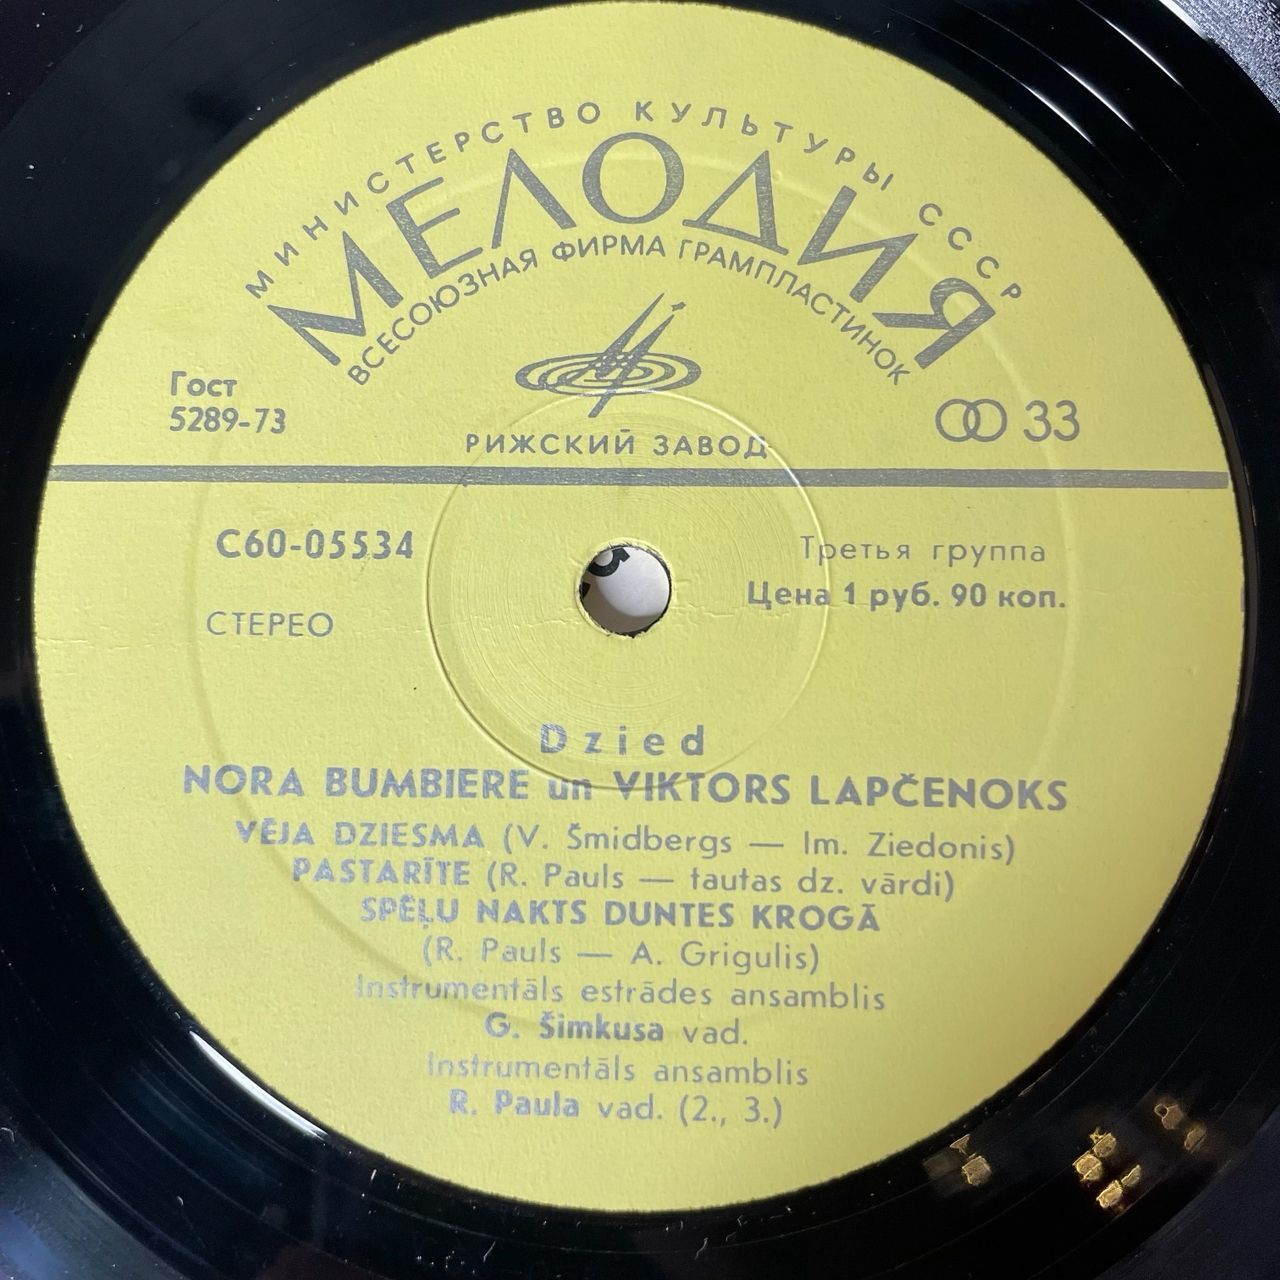 МИНИСТЕРСТВО КУЛЬТУРЫ СССР
МЕЛОДИЯ
ВСЕСОЮЗНАЯ ФИРМА ГРАМПЛАСТИНОК
Гост
5289-73
33
РИЖСКИЙ ЗАВОД
С60-05534
СТЕРЕО
Третья группа
Цена 1 руб. 90 коп.
Dzied
NORA BUMBIERE un VIKTORS LAPČENOKS
VĒJA DZIESMA (V. Šmidbergs — Im. Ziedonis)
PASTARĪTE (R. Pauls — tautas dz. vārdi)
SPĒĻU NAKTS DUNTES KROGĀ
(R. Pauls — A. Grigulis)
Instrumentāls estrādes ansamblis
G. Šimkusa vad.
Instrumentāls ansamblis
R. Paula vad. (2., 3.)